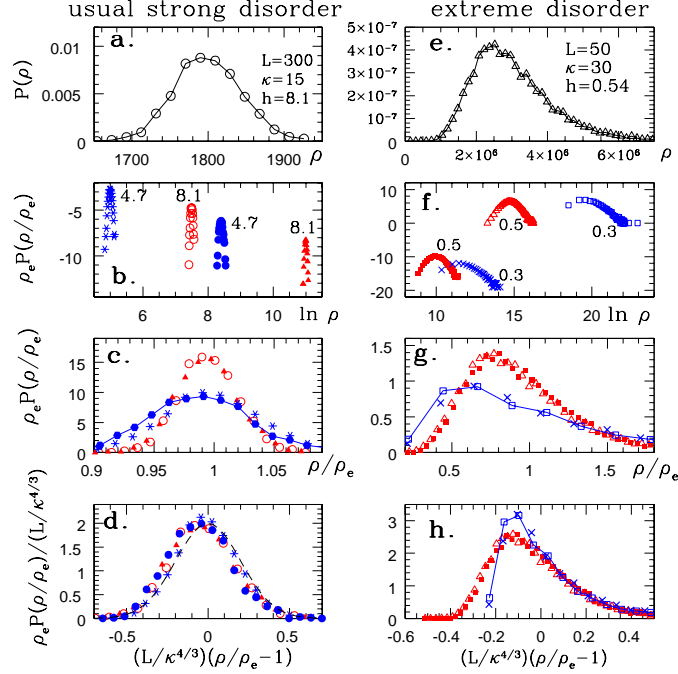 usual strong disorder
extreme disorder
a.
L=300
κ=15
h=8.1
P(ρ)
0.01
0.005
0
1700
1800
1900
ρ
e.
L=50
κ=30
h=0.54
5×10⁻⁷
4×10⁻⁷
3×10⁻⁷
2×10⁻⁷
1×10⁻⁷
0
0
2×10⁶
4×10⁶
6×10⁶
ρ
b.
4.7
8.1
4.7
8.1
ρₑP(ρ/ρₑ)
-5
-10
6
8
10
ln ρ
f.
0.5
0.3
0.5
0.3
10
0
-10
-20
10
15
20
ln ρ
c.
ρₑP(ρ/ρₑ)
15
10
5
0
0.9
0.95
1
1.05
ρ/ρₑ
g.
1.5
1
0.5
0
0.5
1
1.5
ρ/ρₑ
d.
ρₑP(ρ/ρₑ)/(L/κ^4/3)
2
1.5
1
0.5
0
-0.5
0
0.5
(L/κ^4/3)(ρ/ρₑ−1)
h.
3
2
1
0
-0.6
-0.4
-0.2
0
0.2
0.4
(L/κ^4/3)(ρ/ρₑ−1)